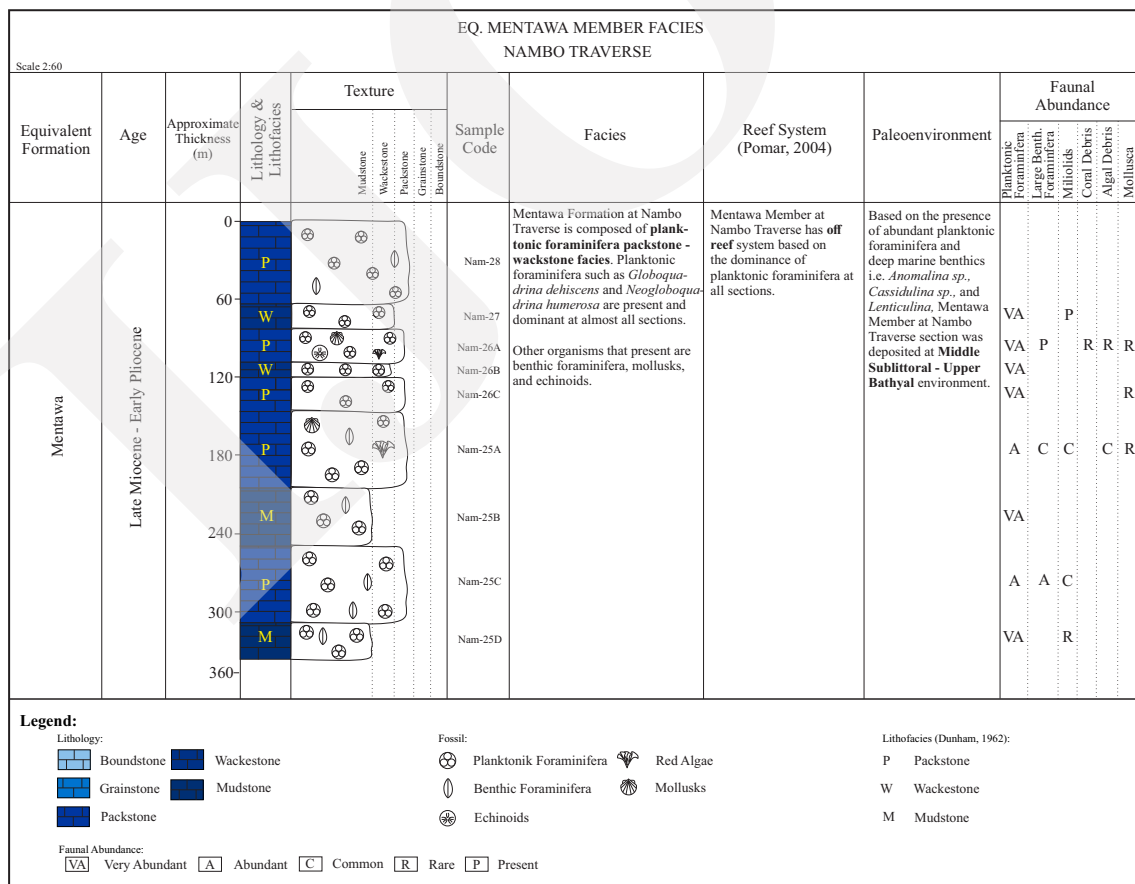 EQ. MENTAWA MEMBER FACIES
NAMBO TRAVERSE
Scale 2:60
Equivalent
Formation
Age
Approximate
Thickness
(m)
Lithology &
Lithofacies
Texture
Mudstone
Wackestone
Packstone
Grainstone
Boundstone
Sample
Code
Facies
Reef System
(Pomar, 2004)
Paleoenvironment
Faunal
Abundance
Planktonic
Foraminfera
Large Benth.
Foraminfera
Miliolids
Coral Debris
Algal Debris
Mollusca
Mentawa
Late Miocene - Early Pliocene
0
60
120
180
240
300
360
P
W
P
W
P
P
M
P
M
Nam-28
Nam-27
Nam-26A
Nam-26B
Nam-26C
Nam-25A
Nam-25B
Nam-25C
Nam-25D
Mentawa Formation at Nambo
Traverse is composed of plank-
tonic foraminifera packstone -
wackestone facies. Planktonic
foraminifera such as Globoqua-
drina dehiscens and Neogloboqua-
drina humerosa are present and
dominant at almost all sections.
Other organisms that present are
benthic foraminifera, mollusks,
and echinoids.
Mentawa Member at
Nambo Traverse has off
reef system based on
the dominance of
planktonic foraminifera at
all sections.
Based on the presence
of abundant planktonic
foraminifera and
deep marine benthics
i.e. Anomalina sp.,
Cassidulina sp., and
Lenticulina, Mentawa
Member at Nambo
Traverse section was
deposited at Middle
Sublittoral - Upper
Bathyal environment.
VA P
VA P R R R
VA
VA R
A C C C R
VA
A A C
VA R
Legend:
Lithology:
Boundstone
Grainstone
Packstone
Wackestone
Mudstone
Fossil:
Planktonik Foraminifera
Benthic Foraminifera
Echinoids
Red Algae
Mollusks
Lithofacies (Dunham, 1962):
P Packstone
W Wackestone
M Mudstone
Faunal Abundance:
VA Very Abundant A Abundant C Common R Rare P Present